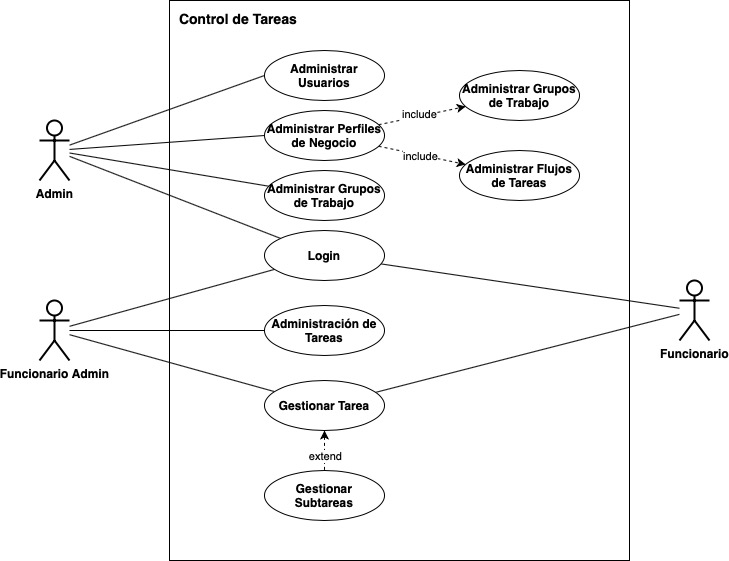 Control de Tareas
Administrar
Usuarios
Administrar Perfiles
de Negocio
include
Administrar Grupos
de Trabajo
include
Administrar Flujos
de Tareas
Administrar Grupos
de Trabajo
Admin
Login
Administración de
Tareas
Funcionario Admin
Funcionario
Gestionar Tarea
extend
Gestionar
Subtareas